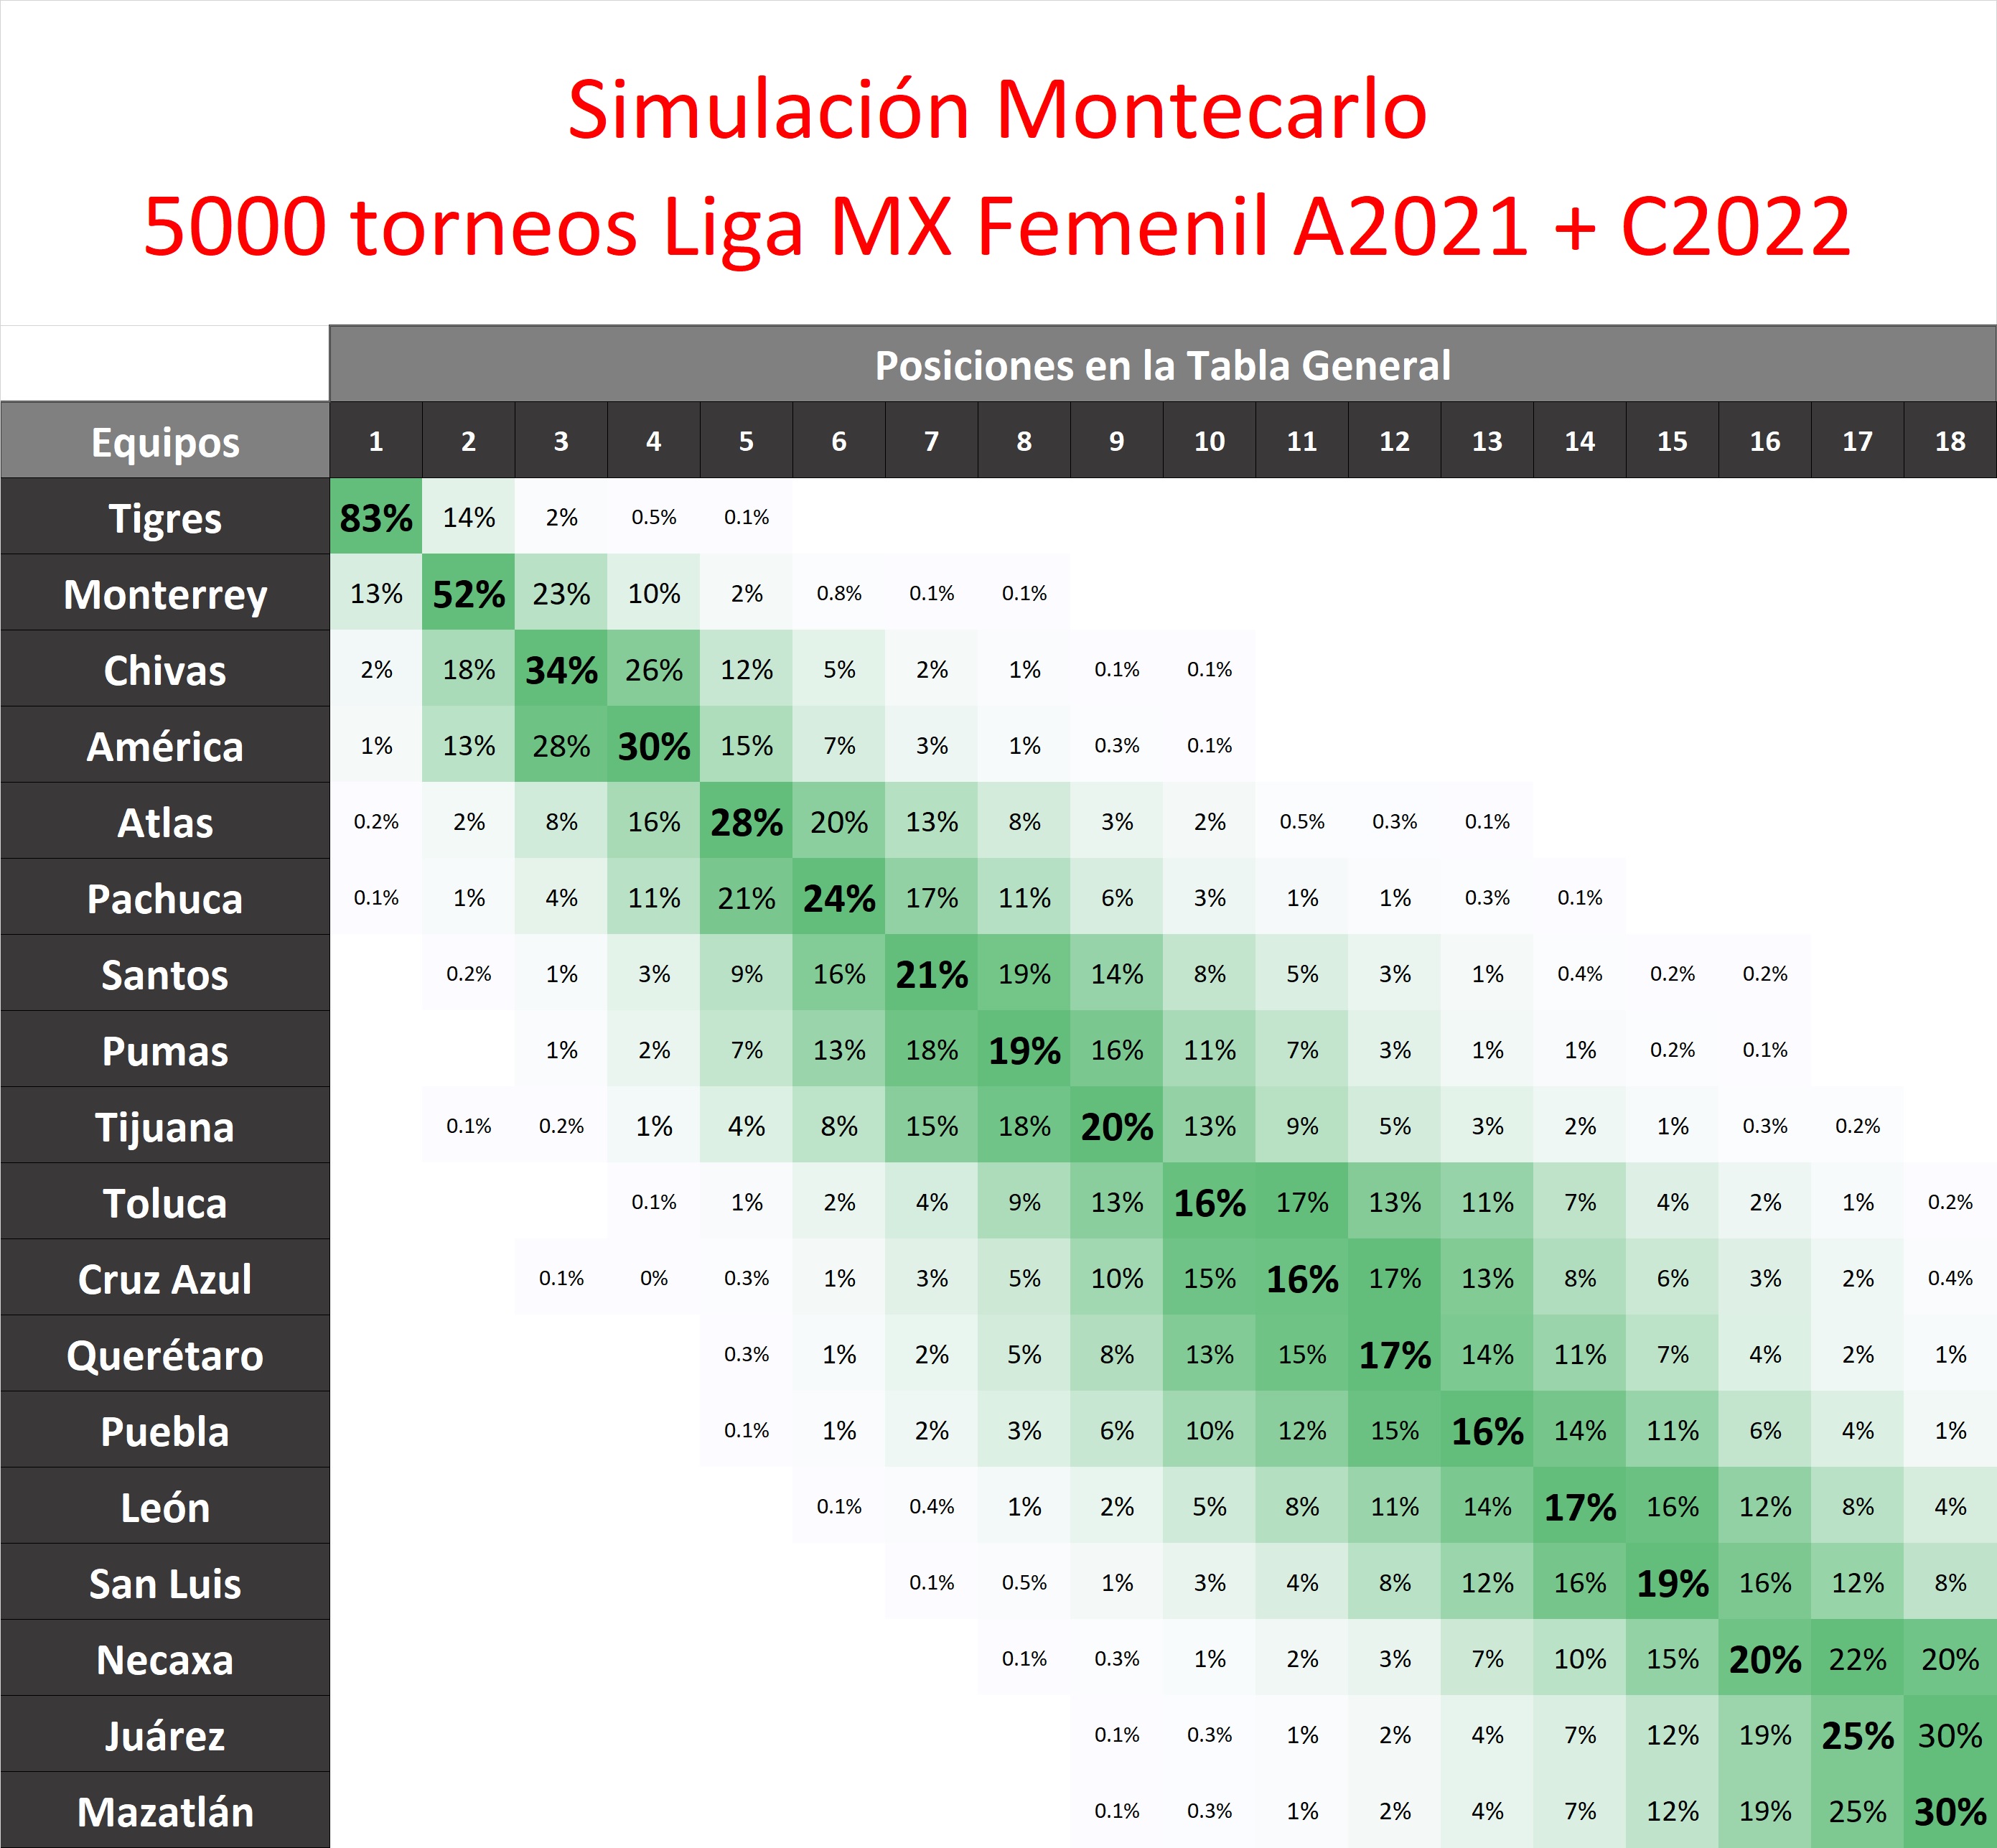 Simulación Montecarlo
5000 torneos Liga MX Femenil A2021 + C2022
Posiciones en la Tabla General
Equipos 1 2 3 4 5 6 7 8 9 10 11 12 13 14 15 16 17 18
Tigres 83% 14% 2% 0.5% 0.1%
Monterrey 13% 52% 23% 10% 2% 0.8% 0.1% 0.1%
Chivas 2% 18% 34% 26% 12% 5% 2% 1% 0.1% 0.1%
América 1% 13% 28% 30% 15% 7% 3% 1% 0.3% 0.1%
Atlas 0.2% 2% 8% 16% 28% 20% 13% 8% 3% 2% 0.5% 0.3% 0.1%
Pachuca 0.1% 1% 4% 11% 21% 24% 17% 11% 6% 3% 1% 1% 0.3% 0.1%
Santos 0.2% 1% 3% 9% 16% 21% 19% 14% 8% 5% 3% 1% 0.4% 0.2% 0.2%
Pumas 1% 2% 7% 13% 18% 19% 16% 11% 7% 3% 1% 1% 0.2% 0.1%
Tijuana 0.1% 0.2% 1% 4% 8% 15% 18% 20% 13% 9% 5% 3% 2% 1% 0.3% 0.2%
Toluca 0.1% 1% 2% 4% 9% 13% 16% 17% 13% 11% 7% 4% 2% 1% 0.2%
Cruz Azul 0.1% 0% 0.3% 1% 3% 5% 10% 15% 16% 17% 13% 8% 6% 3% 2% 0.4%
Querétaro 0.3% 1% 2% 5% 8% 13% 15% 17% 14% 11% 7% 4% 2% 1%
Puebla 0.1% 1% 2% 3% 6% 10% 12% 15% 16% 14% 11% 6% 4% 1%
León 0.1% 0.4% 1% 2% 5% 8% 11% 14% 17% 16% 12% 8% 4%
San Luis 0.1% 0.5% 1% 3% 4% 8% 12% 16% 19% 16% 12% 8%
Necaxa 0.1% 0.3% 1% 2% 3% 7% 10% 15% 20% 22% 20%
Juárez 0.1% 0.3% 1% 2% 4% 7% 12% 19% 25% 30%
Mazatlán 0.1% 0.3% 1% 2% 4% 7% 12% 19% 25% 30%